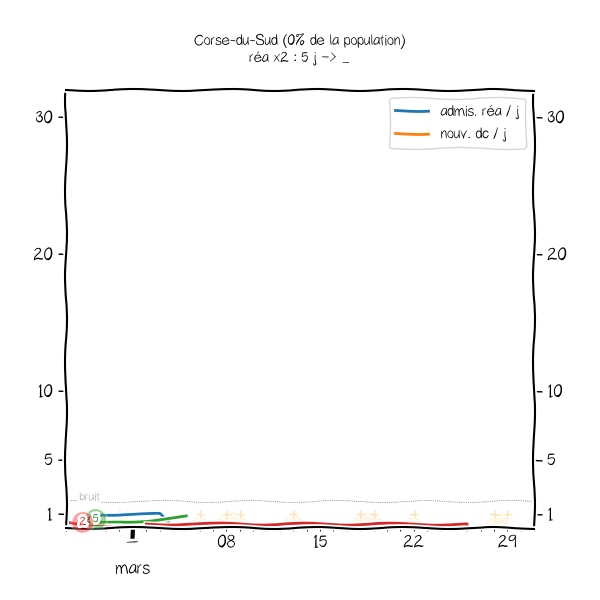 Corse-du-Sud (0% de la population)
réa x2 : 5 j -> _
admis. réa / j
nouv. dc / j
30
30
20
20
10
10
5
5
... bruit
1
2
5
1
1
08
15
22
29
mars